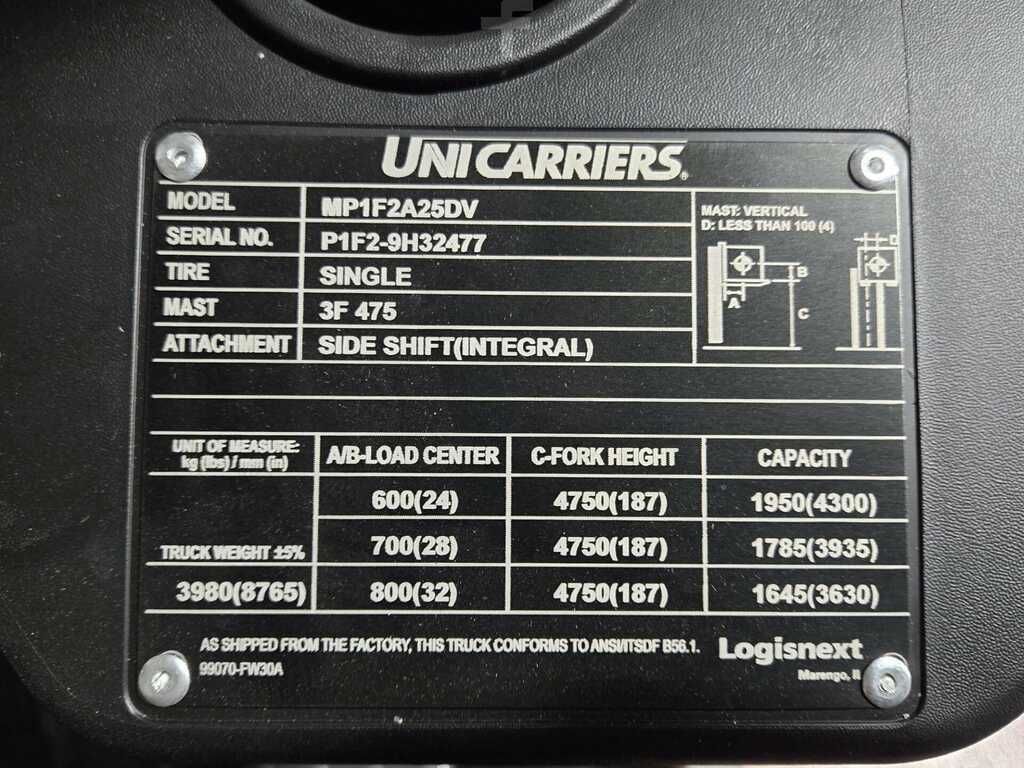 UNICARRIERS®
MODEL MP1F2A25DV
SERIAL NO. P1F2-9H32477
TIRE SINGLE
MAST 3F 475
ATTACHMENT SIDE SHIFT(INTEGRAL)
MAST: VERTICAL
D: LESS THAN 100 (4)
D
B
A
C
UNIT OF MEASURE: kg (lbs) / mm (in) A/B-LOAD CENTER C-FORK HEIGHT CAPACITY
600(24) 4750(187) 1950(4300)
TRUCK WEIGHT ±5% 700(28) 4750(187) 1785(3935)
3980(8765) 800(32) 4750(187) 1645(3630)
AS SHIPPED FROM THE FACTORY, THIS TRUCK CONFORMS TO ANSI/ITSDF B56.1.
99070-FW30A
Logisnext
Marengo, Il